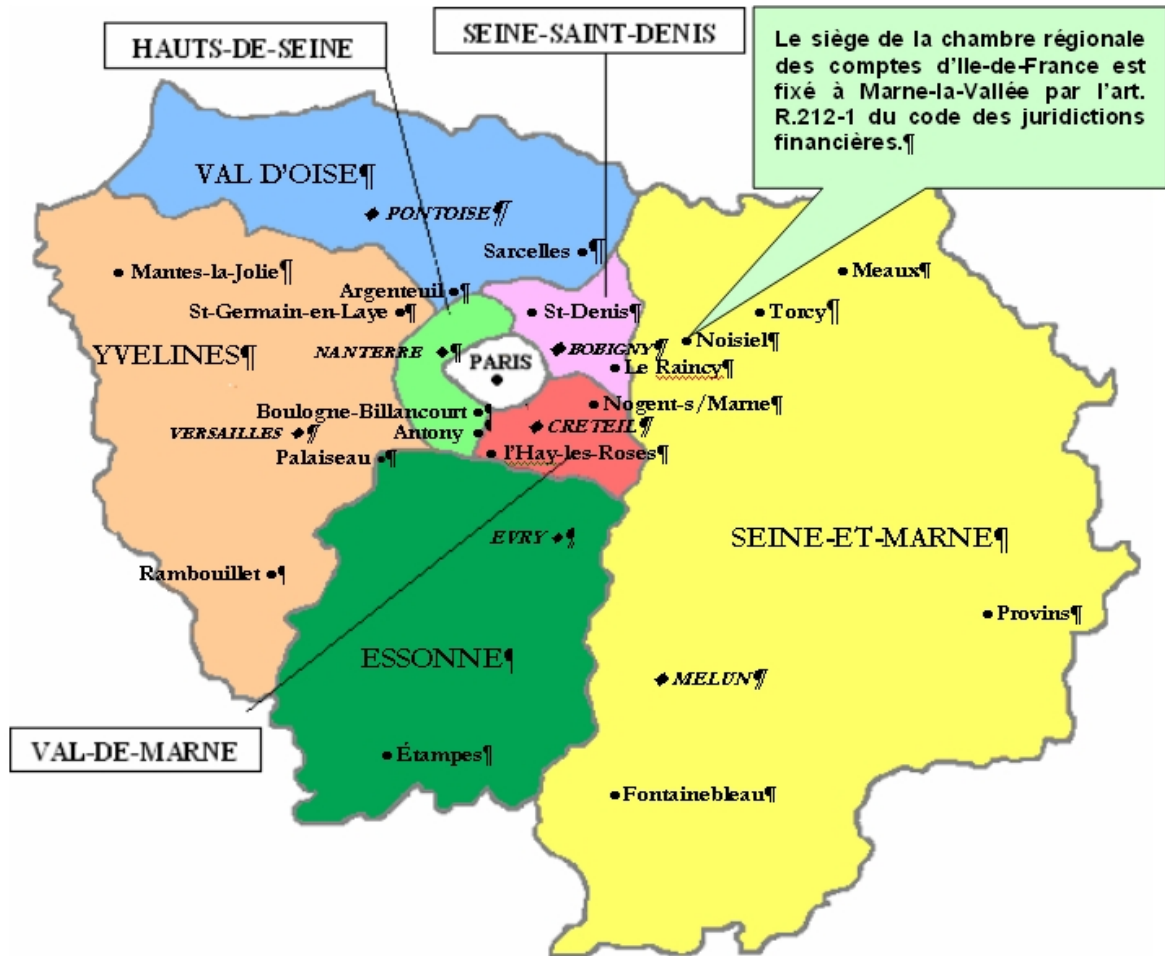 HAUTS-DE-SEINE
SEINE-SAINT-DENIS
Le siège de la chambre régionale
des comptes d'Ile-de-France est
fixé à Marne-la-Vallée par l'art.
R.212-1 du code des juridictions
financières.¶
VAL D'OISE¶
PONTOISE¶
Sarcelles ¶
Mantes-la-Jolie¶
Meaux¶
Argenteuil ¶
St-Germain-en-Laye ¶
St-Denis¶
Torcy¶
Noisiel¶
YVELINES¶
NANTERRE ¶
PARIS
BOBIGNY¶
Le Raincy¶
Boulogne-Billancourt ¶
Nogent-s/Marne¶
VERSAILLES ¶
Antony ¶
CRETEIL¶
Palaiseau ¶
l'Hay-les-Roses¶
EVRY ¶
SEINE-ET-MARNE¶
Rambouillet ¶
Provins¶
ESSONNE¶
MELUN¶
VAL-DE-MARNE
Étampes¶
Fontainebleau¶